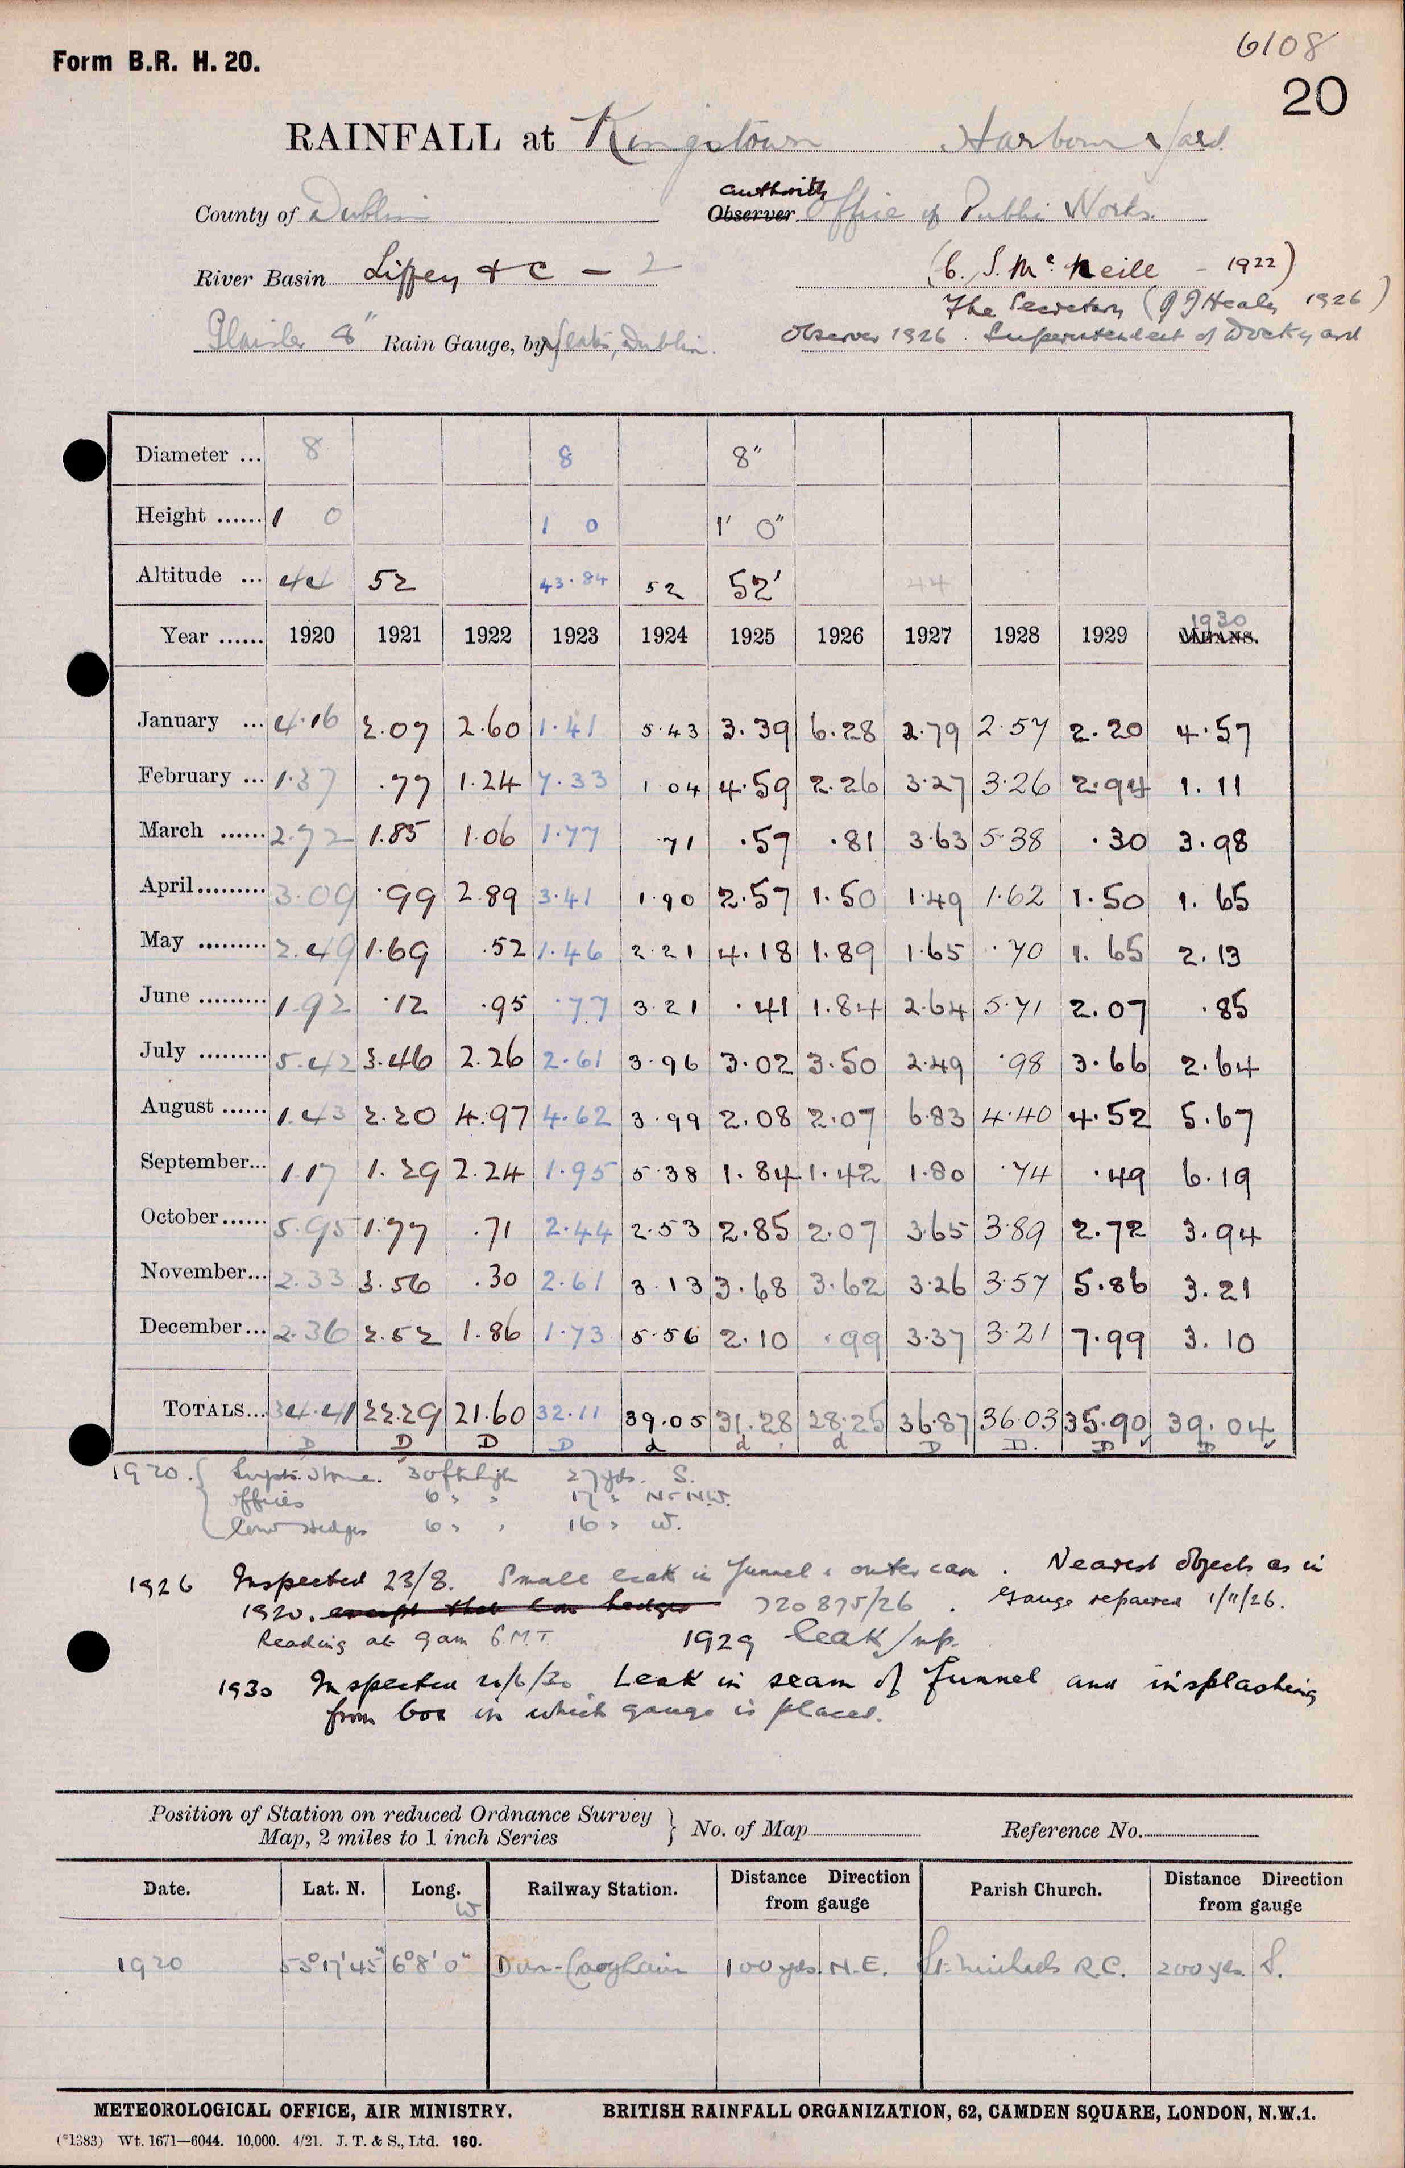 6108
Form B.R. H. 20.
20
RAINFALL at Kingstown Harbour Yard
County of Dublin authority Observer Office of Public Works.
River Basin Liffey & C - 2 (C. S. McNeill - 1922)
The Secretary (P J Healy 1926)
8" Rain Gauge, by Yeats, Dublin. Observer 1926. Superintendent of Dockyard
Diameter ... 8 8 8"
Height ...... 1 0 1 0 1' 0"
Altitude ... 44 52 43.84 52 52' 44
Year ...... 1920 1921 1922 1923 1924 1925 1926 1927 1928 1929 1930 MEANS.
January ... 4.16 2.07 2.60 1.41 5.43 3.39 6.28 2.79 2.57 2.20 4.57
February ... 1.37 .77 1.24 7.33 1.04 4.59 2.26 3.27 3.26 2.94 1.11
March ...... 2.72 1.85 1.06 1.77 .71 .57 .81 3.63 5.38 .30 3.98
April ......... 3.09 .99 2.89 3.41 1.90 2.57 1.50 1.49 1.62 1.50 1.65
May ......... 2.49 1.69 .52 1.46 2.21 4.18 1.89 1.65 .70 1.65 2.13
June ......... 1.92 .12 .95 .77 3.21 .41 1.84 2.64 5.71 2.07 .85
July ......... 5.42 3.46 2.26 2.61 3.96 3.02 3.50 2.49 .98 3.66 2.64
August ...... 1.43 2.20 4.97 4.62 3.99 2.08 2.07 6.83 4.40 4.52 5.67
September... 1.17 1.29 2.24 1.95 5.38 1.84 1.42 1.80 .74 .49 6.19
October ...... 5.95 1.77 .71 2.44 2.53 2.85 2.07 3.65 3.89 2.72 3.94
November... 2.33 3.56 .30 2.61 3.13 3.68 3.62 3.26 3.57 5.86 3.21
December ... 2.36 2.52 1.86 1.73 5.56 2.10 .99 3.37 3.21 7.99 3.10
TOTALS... 34.41 22.29 21.60 32.11 39.05 31.28 28.25 36.87 36.03 35.90 39.04
D D D D d d d D D. D D
1920. { Supts. Home. 30 ft high 27 yds. S.
offices 6 " " 17 " N-NW.
low Hedges 6 " " 16 " W.
1926 Inspected 23/8. Small leak in funnel & outer can. Nearest objects as in
1920. except that low hedges 720875/26. Gauge repaired 1/11/26.
Reading at 9am G.M.T. 1929 leak
1930 Inspected Leak in seam of funnel and insplashing
from box in which gauge is placed.
Position of Station on reduced Ordnance Survey Map, 2 miles to 1 inch Series } No. of Map Reference No.
Date. Lat. N. Long. W Railway Station. Distance Direction from gauge Parish Church. Distance Direction from gauge
1920 53°17'45" 6°8'0" Dun-Laoghaire 100 yds. N.E. St. Michaels R.C. 200 yds. S.
METEOROLOGICAL OFFICE, AIR MINISTRY. BRITISH RAINFALL ORGANIZATION, 62, CAMDEN SQUARE, LONDON, N.W.1.
(*1383) Wt. 1671—6044. 10,000. 4/21. J. T. & S., Ltd. 160.